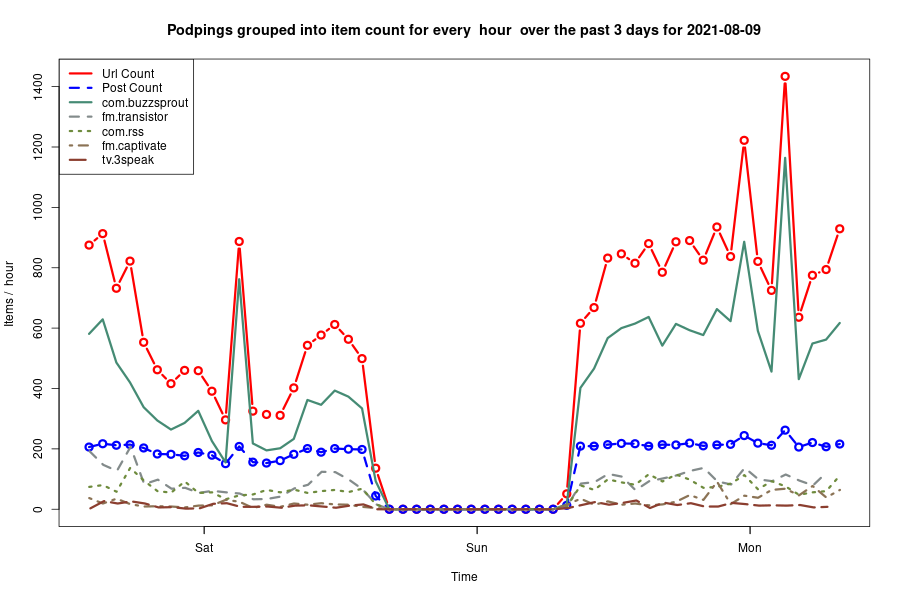 Podpings grouped into item count for every  hour  over the past 3 days for 2021-08-09
Url Count
Post Count
com.buzzsprout
fm.transistor
com.rss
fm.captivate
tv.3speak
1400
1200
1000
800
600
400
200
0
Items /  hour
Sat
Sun
Mon
Time